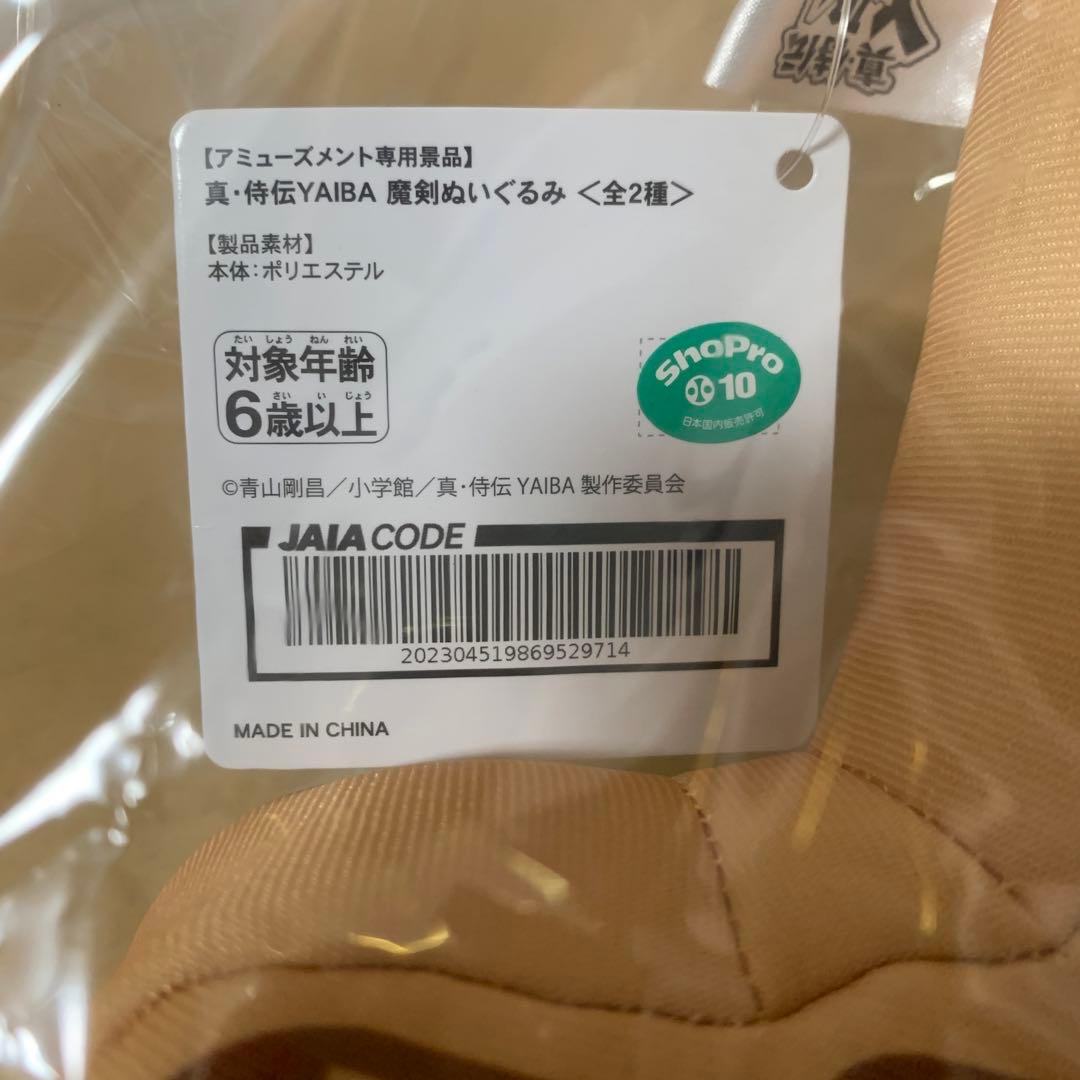 【アミューズメント専用景品】
真・侍伝YAIBA 魔剣ぬいぐるみ ＜全2種＞
【製品素材】
本体：ポリエステル
たい しょう ねん れい
対象年齢
さい い じょう
6歳以上
ShoPro
10
日本国内販売許可
©青山剛昌／小学館／真・侍伝 YAIBA 製作委員会
JAIA CODE
202304519869529714
MADE IN CHINA
真・侍伝